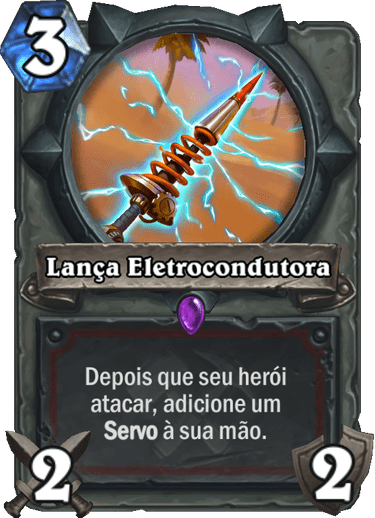 3
Lança Eletrocondutora
Depois que seu herói
atacar, adicione um
Servo à sua mão.
2
2